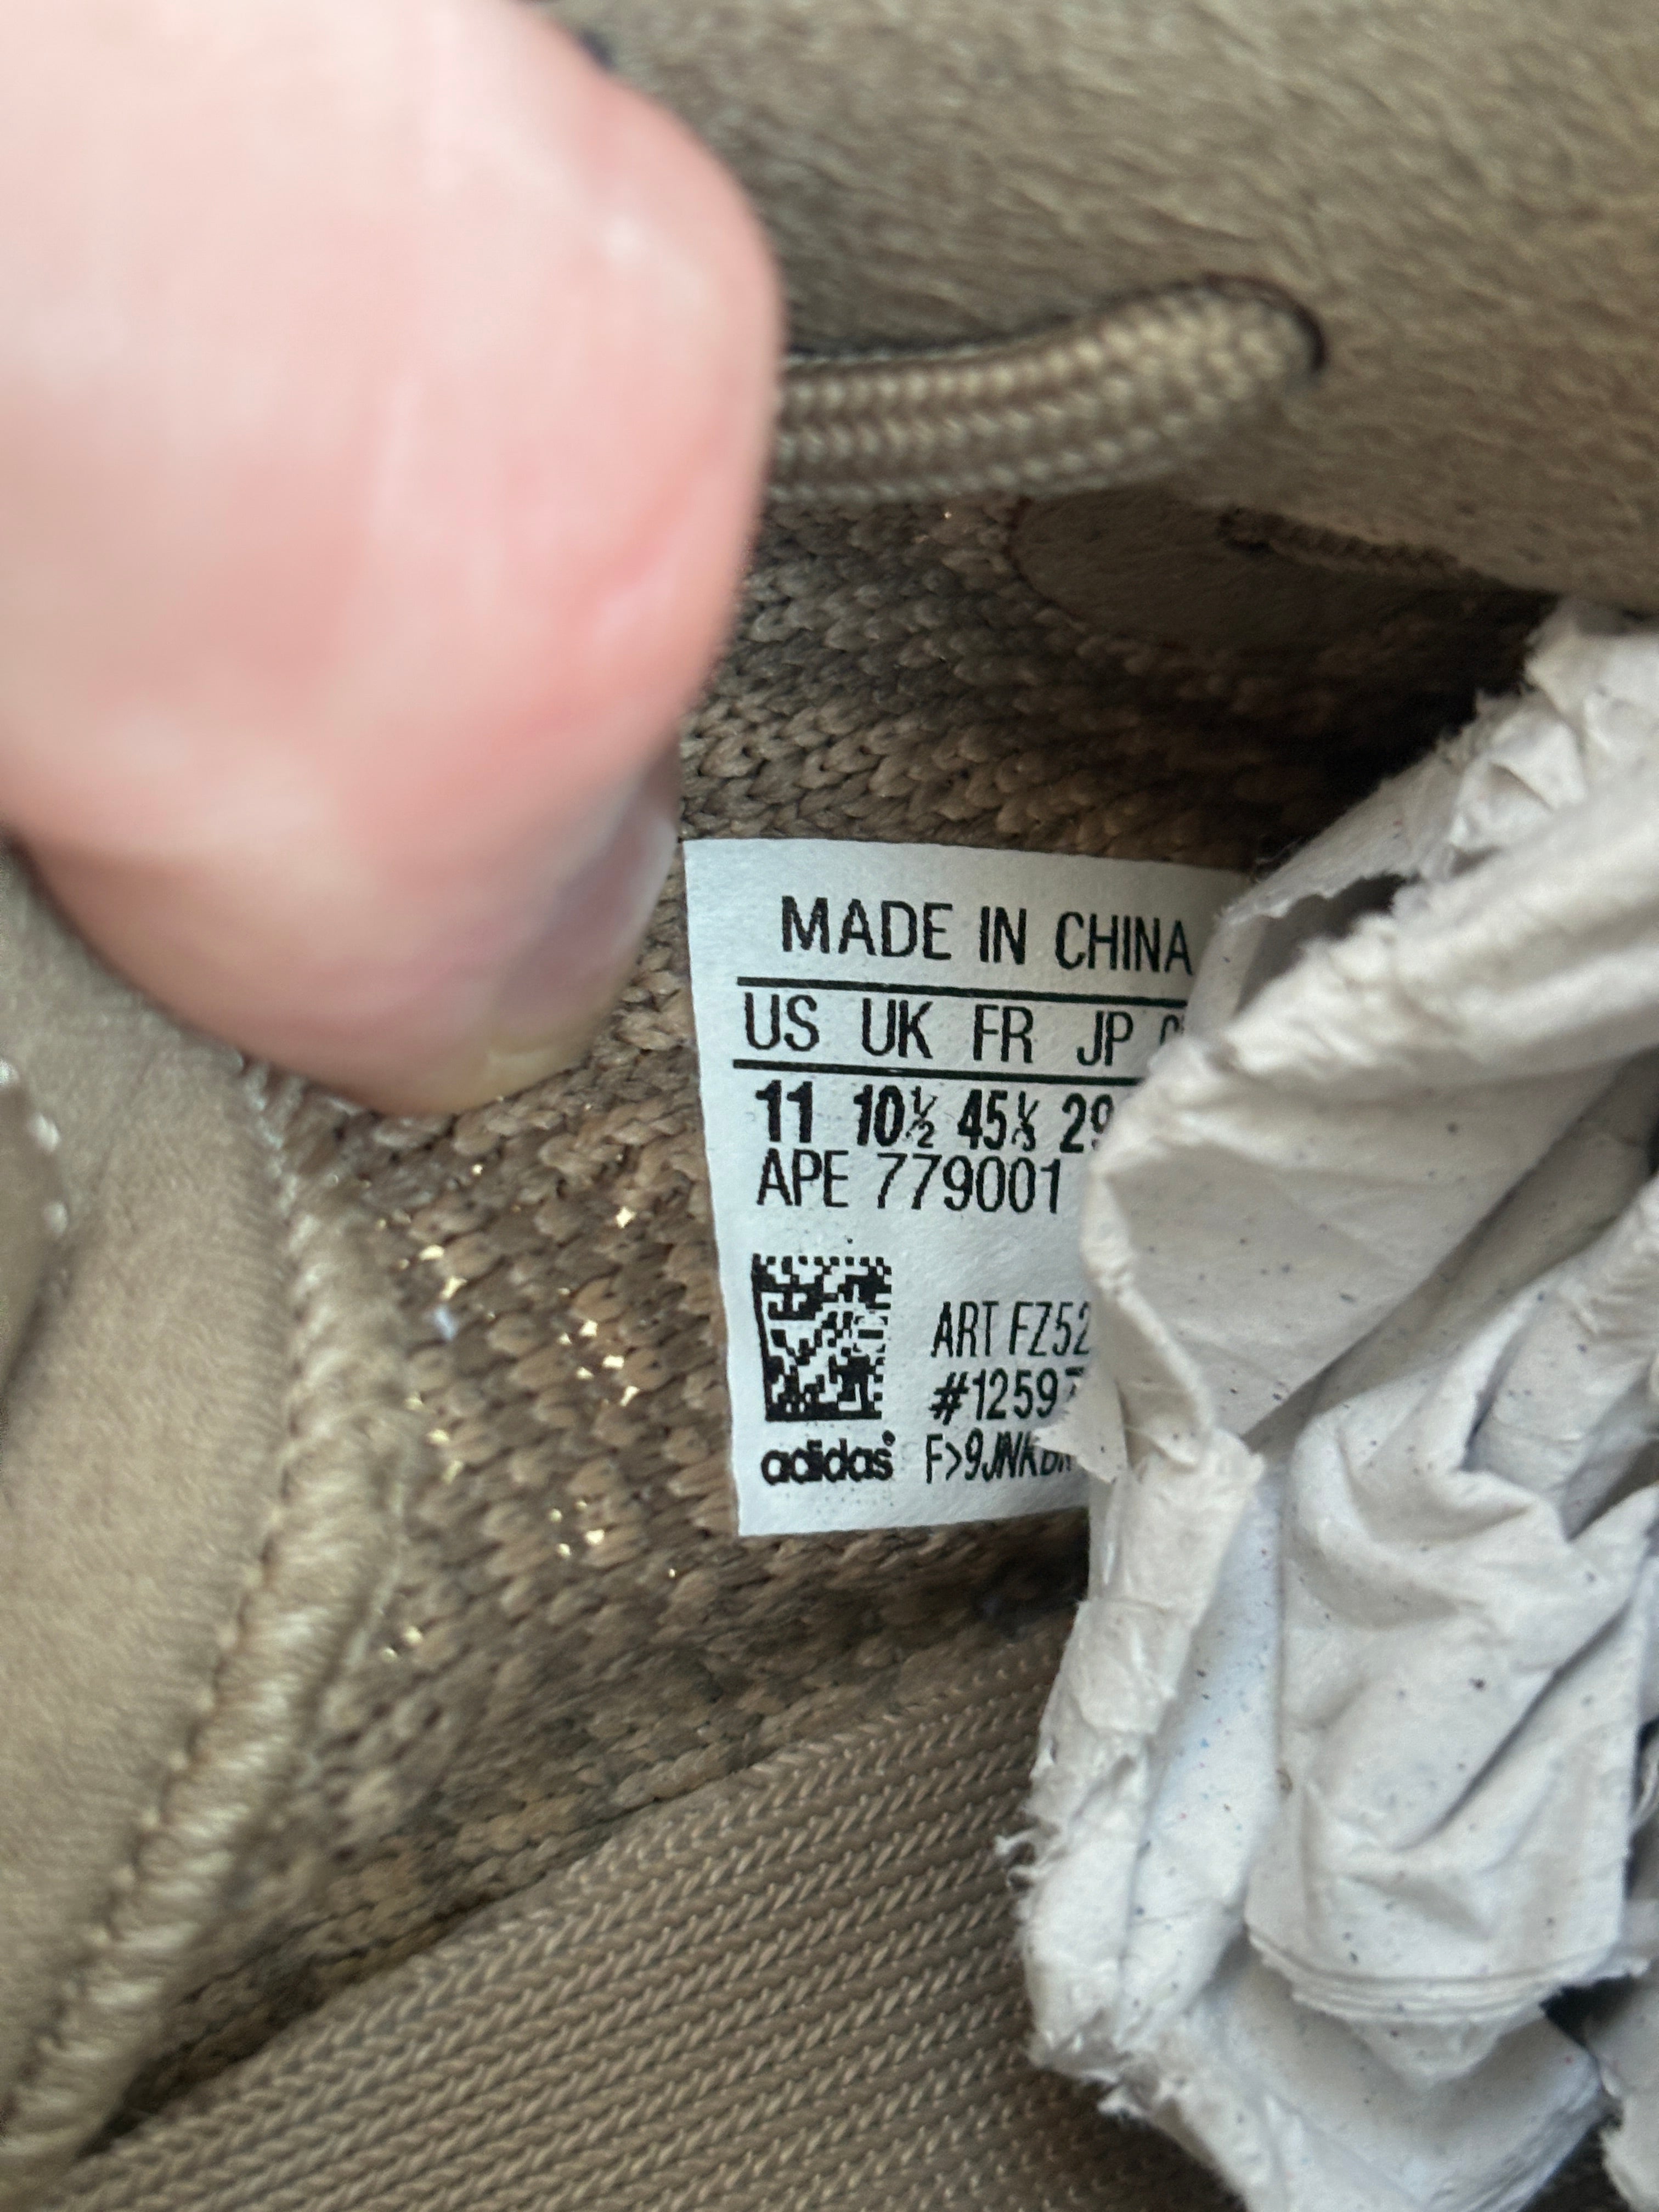 MADE IN CHINA
US UK FR JP
11 10½ 45⅓ 29
APE 779001
ART FZ52
#1259
adidas F>9JNK